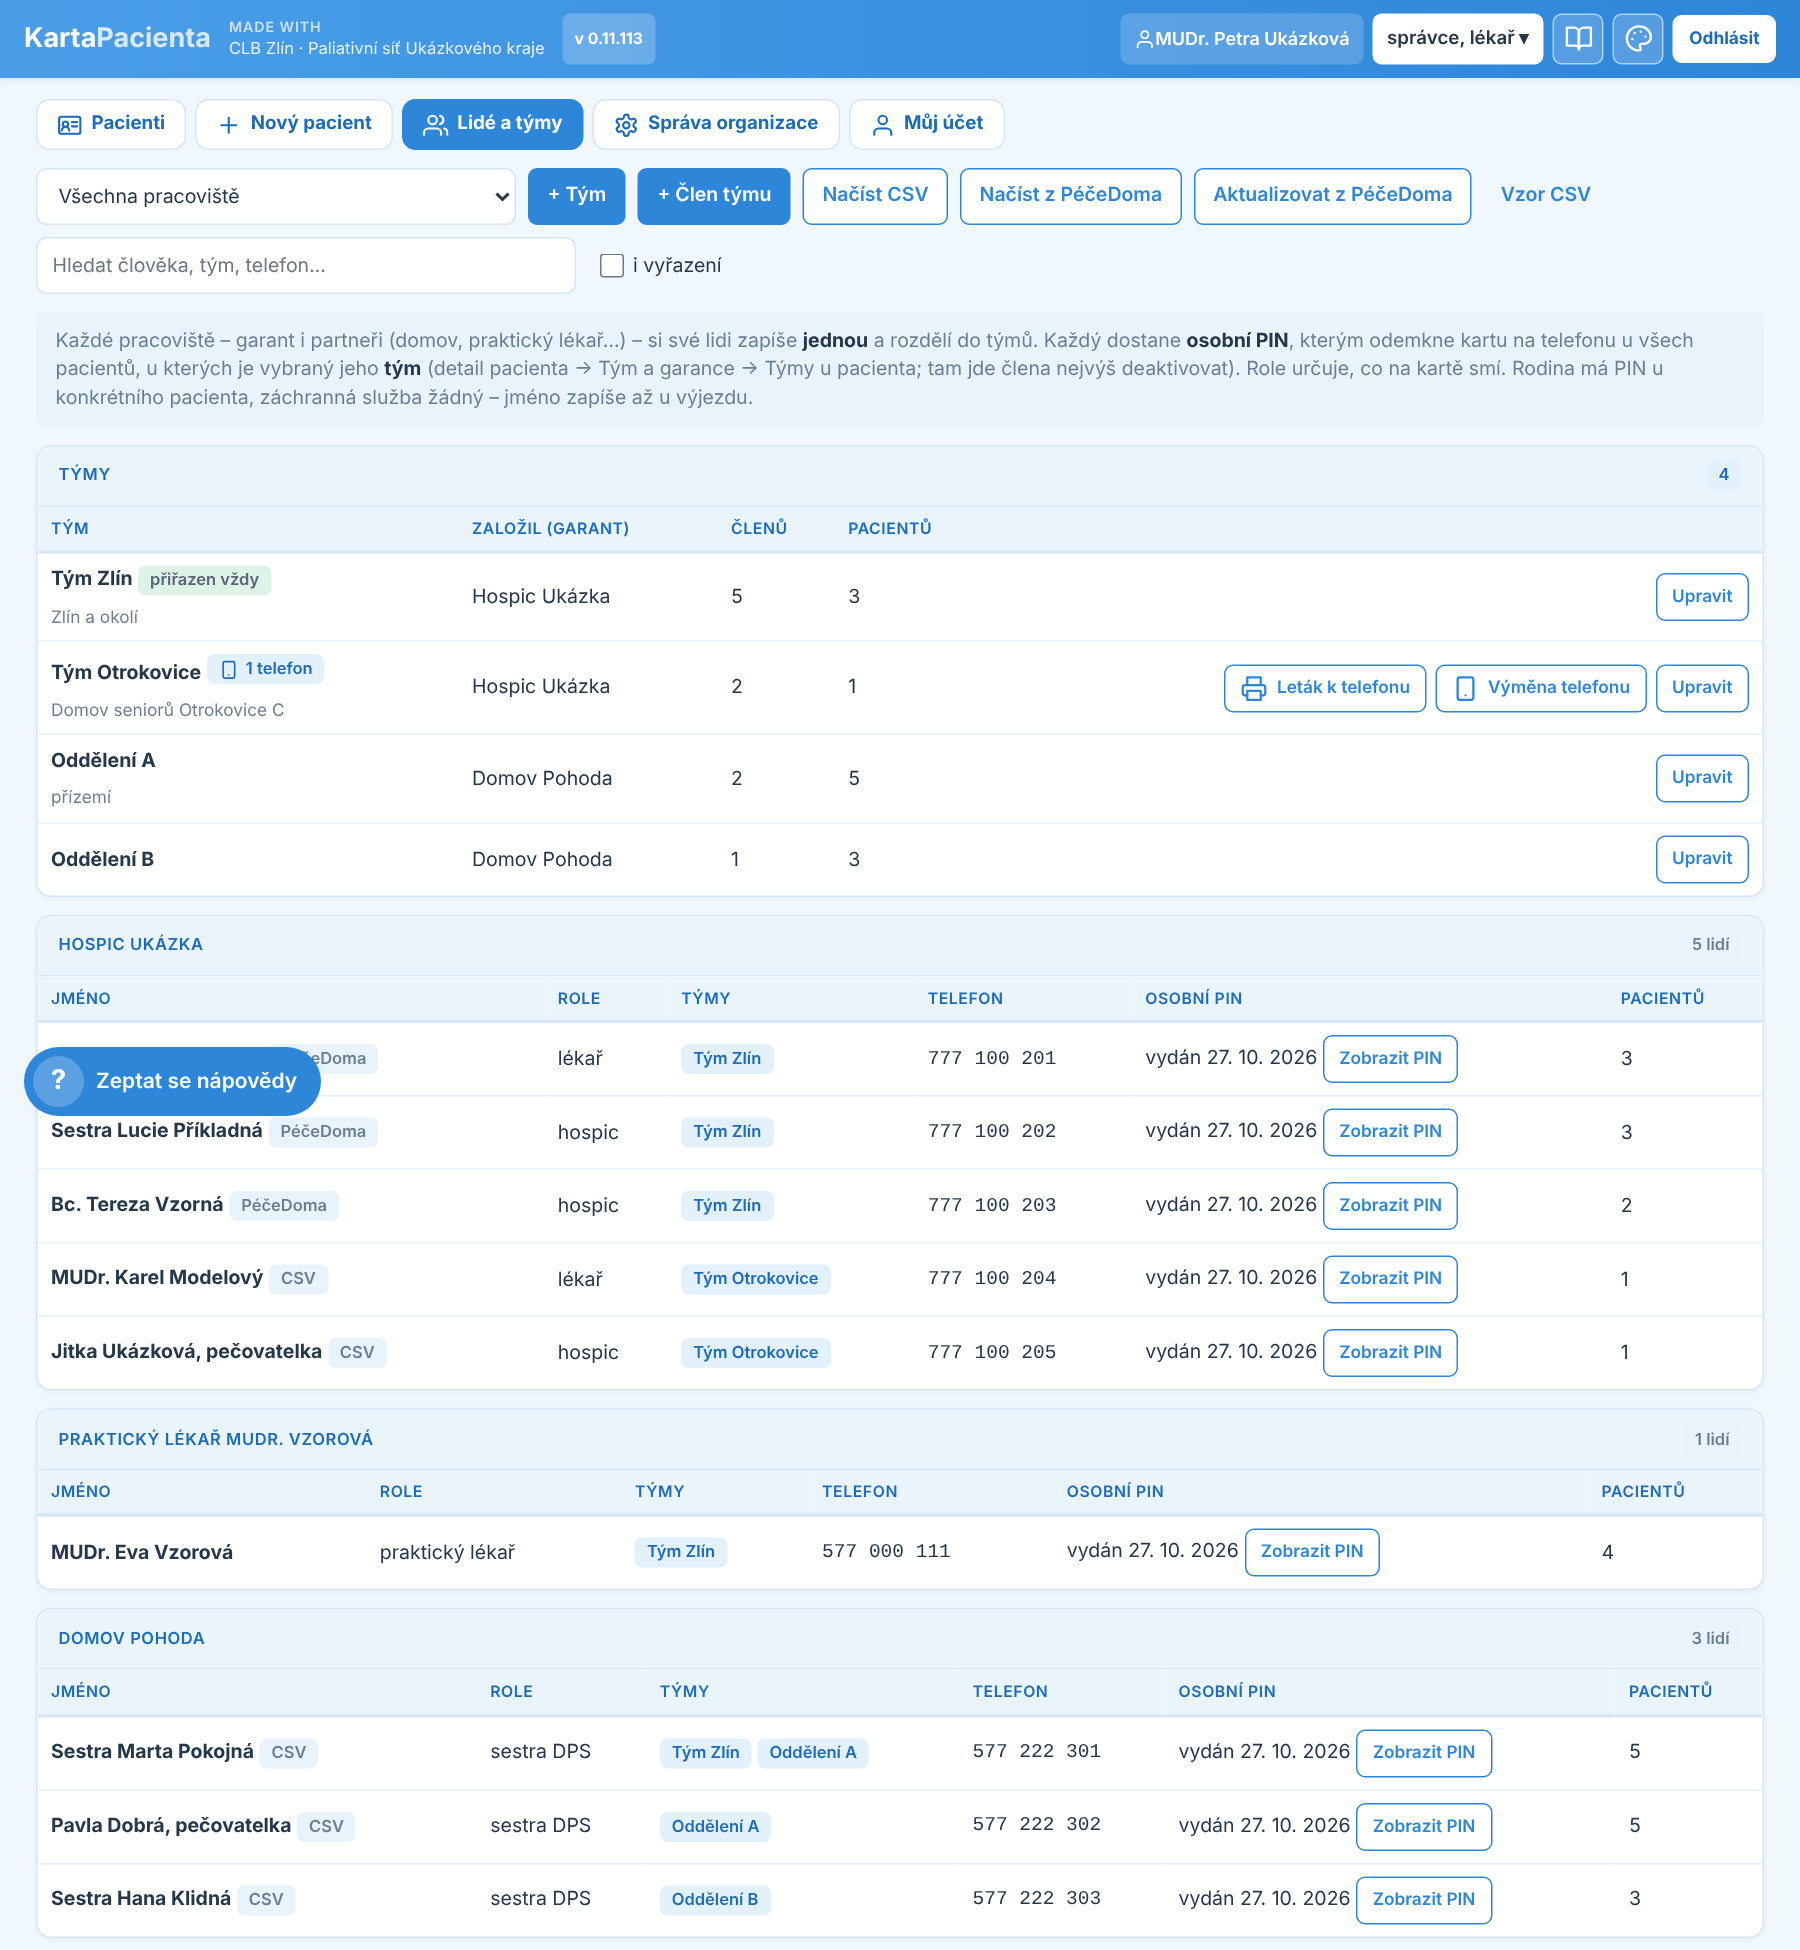 KartaPacienta
MADE WITH
CLB Zlín · Paliativní síť Ukázkového kraje
v 0.11.113
MUDr. Petra Ukázková
správce, lékař ▾
Odhlásit
Pacienti
+ Nový pacient
Lidé a týmy
Správa organizace
Můj účet
Všechna pracoviště
+ Tým
+ Člen týmu
Načíst CSV
Načíst z PéčeDoma
Aktualizovat z PéčeDoma
Vzor CSV
Hledat člověka, tým, telefon...
i vyřazení
Každé pracoviště – garant i partneři (domov, praktický lékař...) – si své lidi zapíše jednou a rozdělí do týmů. Každý dostane osobní PIN, kterým odemkne kartu na telefonu u všech
pacientů, u kterých je vybraný jeho tým (detail pacienta → Tým a garance → Týmy u pacienta; tam jde člena nejvýš deaktivovat). Role určuje, co na kartě smí. Rodina má PIN u
konkrétního pacienta, záchranná služba žádný – jméno zapíše až u výjezdu.
TÝMY 4
TÝM ZALOŽIL (GARANT) ČLENŮ PACIENTŮ
Tým Zlín přiřazen vždy Hospic Ukázka 5 3 Upravit
Zlín a okolí
Tým Otrokovice 1 telefon Hospic Ukázka 2 1 Leták k telefonu Výměna telefonu Upravit
Domov seniorů Otrokovice C
Oddělení A Domov Pohoda 2 5 Upravit
přízemí
Oddělení B Domov Pohoda 1 3 Upravit
HOSPIC UKÁZKA 5 lidí
JMÉNO ROLE TÝMY TELEFON OSOBNÍ PIN PACIENTŮ
eDoma lékař Tým Zlín 777 100 201 vydán 27. 10. 2026 Zobrazit PIN 3
? Zeptat se nápovědy
Sestra Lucie Příkladná PéčeDoma hospic Tým Zlín 777 100 202 vydán 27. 10. 2026 Zobrazit PIN 3
Bc. Tereza Vzorná PéčeDoma hospic Tým Zlín 777 100 203 vydán 27. 10. 2026 Zobrazit PIN 2
MUDr. Karel Modelový CSV lékař Tým Otrokovice 777 100 204 vydán 27. 10. 2026 Zobrazit PIN 1
Jitka Ukázková, pečovatelka CSV hospic Tým Otrokovice 777 100 205 vydán 27. 10. 2026 Zobrazit PIN 1
PRAKTICKÝ LÉKAŘ MUDR. VZOROVÁ 1 lidí
JMÉNO ROLE TÝMY TELEFON OSOBNÍ PIN PACIENTŮ
MUDr. Eva Vzorová praktický lékař Tým Zlín 577 000 111 vydán 27. 10. 2026 Zobrazit PIN 4
DOMOV POHODA 3 lidí
JMÉNO ROLE TÝMY TELEFON OSOBNÍ PIN PACIENTŮ
Sestra Marta Pokojná CSV sestra DPS Tým Zlín Oddělení A 577 222 301 vydán 27. 10. 2026 Zobrazit PIN 5
Pavla Dobrá, pečovatelka CSV sestra DPS Oddělení A 577 222 302 vydán 27. 10. 2026 Zobrazit PIN 5
Sestra Hana Klidná CSV sestra DPS Oddělení B 577 222 303 vydán 27. 10. 2026 Zobrazit PIN 3